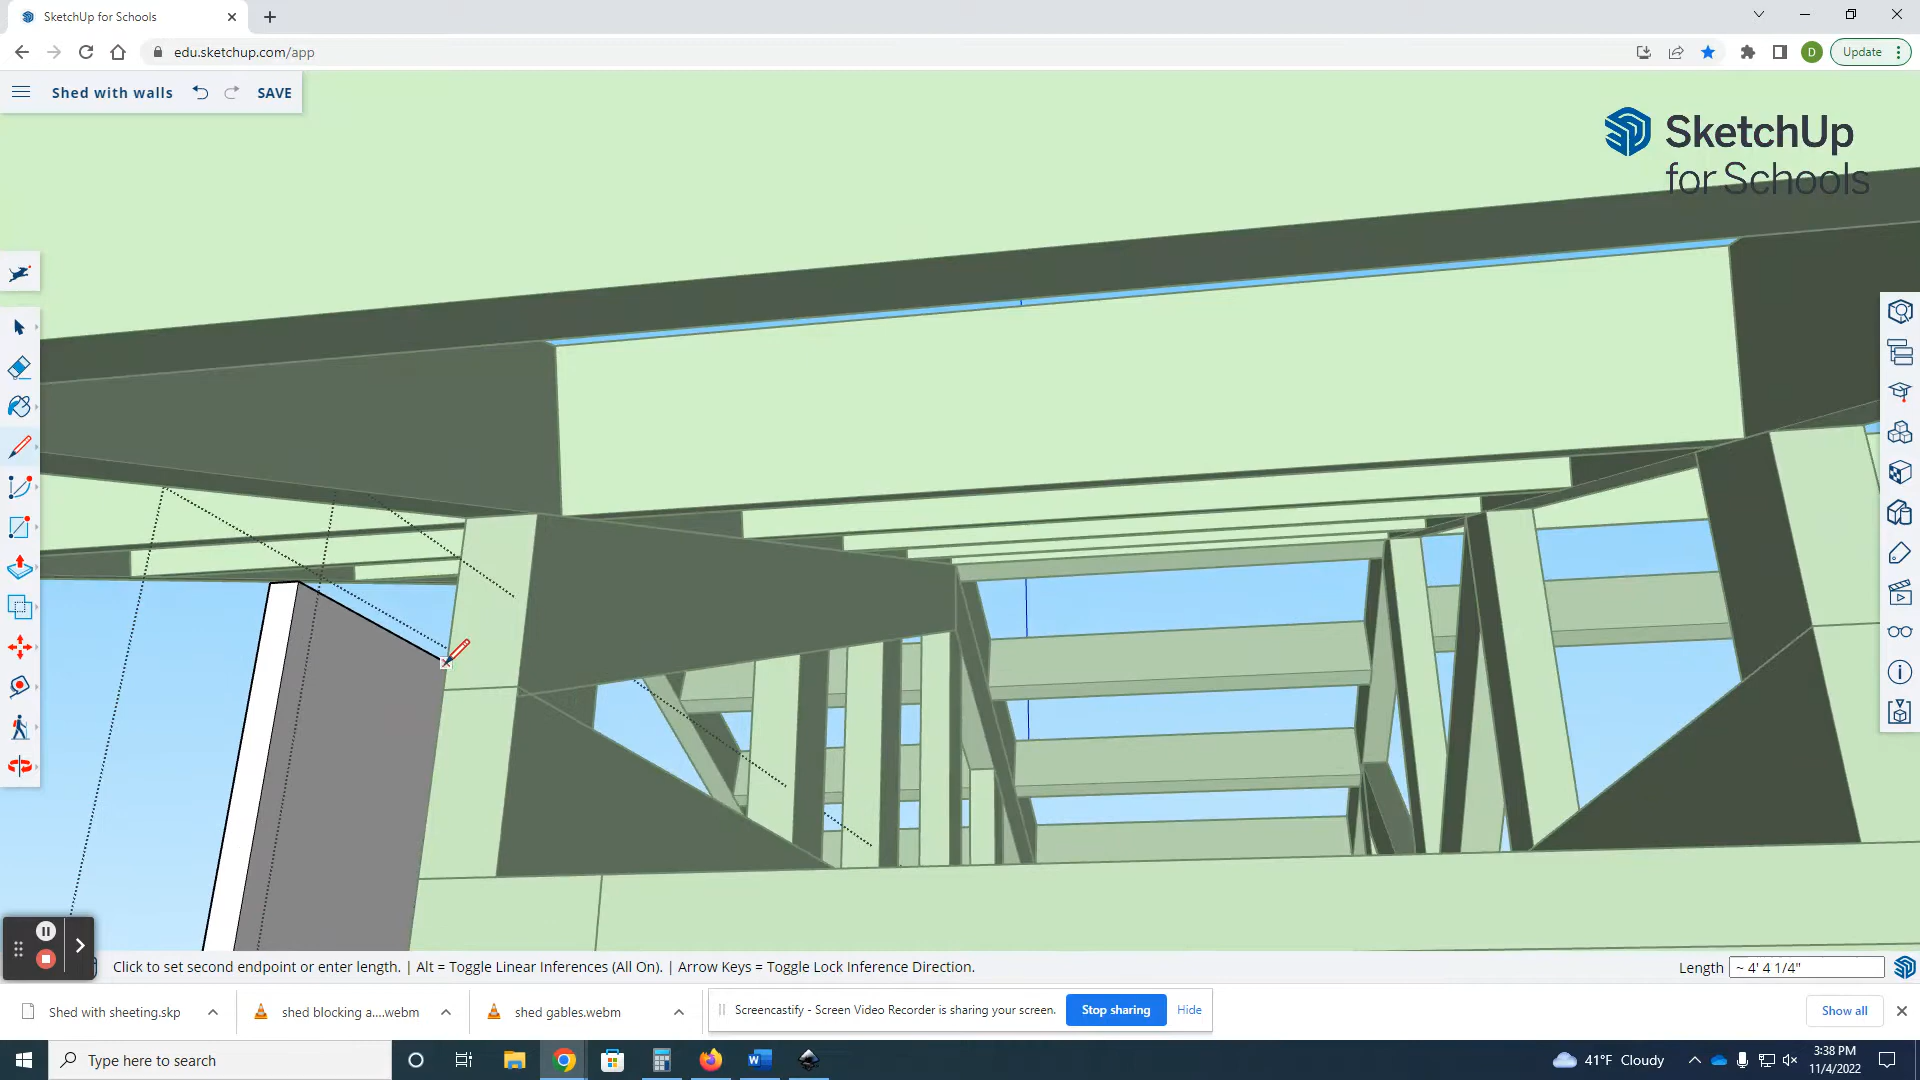 SketchUp for Schools
edu.sketchup.com/app
D
Update
Shed with walls
SAVE
SketchUp
for Schools
Click to set second endpoint or enter length. | Alt = Toggle Linear Inferences (All On). | Arrow Keys = Toggle Lock Inference Direction.
Length
~ 4' 4 1/4"
Shed with sheeting.skp
shed blocking a....webm
shed gables.webm
Screencastify - Screen Video Recorder is sharing your screen.
Stop sharing
Hide
Show all
Type here to search
41°F Cloudy
3:38 PM
11/4/2022